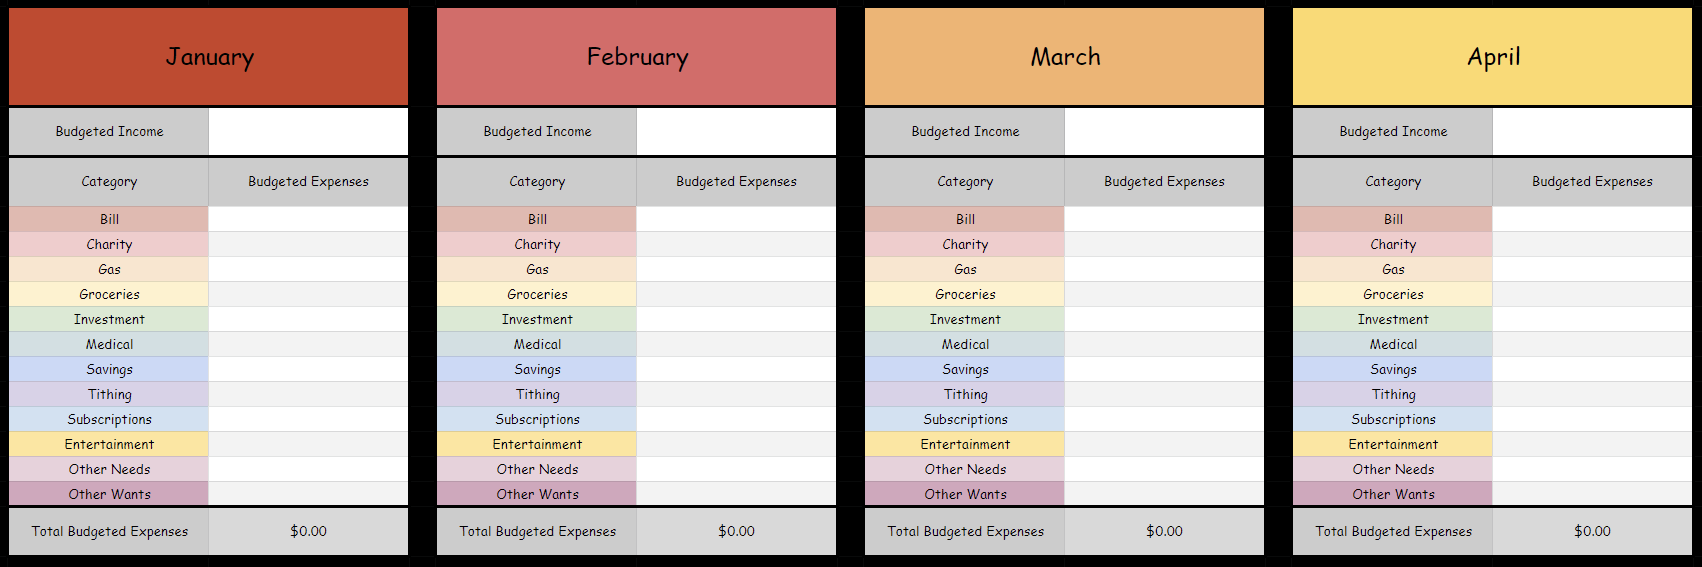 January February March April
Budgeted Income Budgeted Income Budgeted Income Budgeted Income
Category Budgeted Expenses Category Budgeted Expenses Category Budgeted Expenses Category Budgeted Expenses
Bill Bill Bill Bill
Charity Charity Charity Charity
Gas Gas Gas Gas
Groceries Groceries Groceries Groceries
Investment Investment Investment Investment
Medical Medical Medical Medical
Savings Savings Savings Savings
Tithing Tithing Tithing Tithing
Subscriptions Subscriptions Subscriptions Subscriptions
Entertainment Entertainment Entertainment Entertainment
Other Needs Other Needs Other Needs Other Needs
Other Wants Other Wants Other Wants Other Wants
Total Budgeted Expenses $0.00 Total Budgeted Expenses $0.00 Total Budgeted Expenses $0.00 Total Budgeted Expenses $0.00